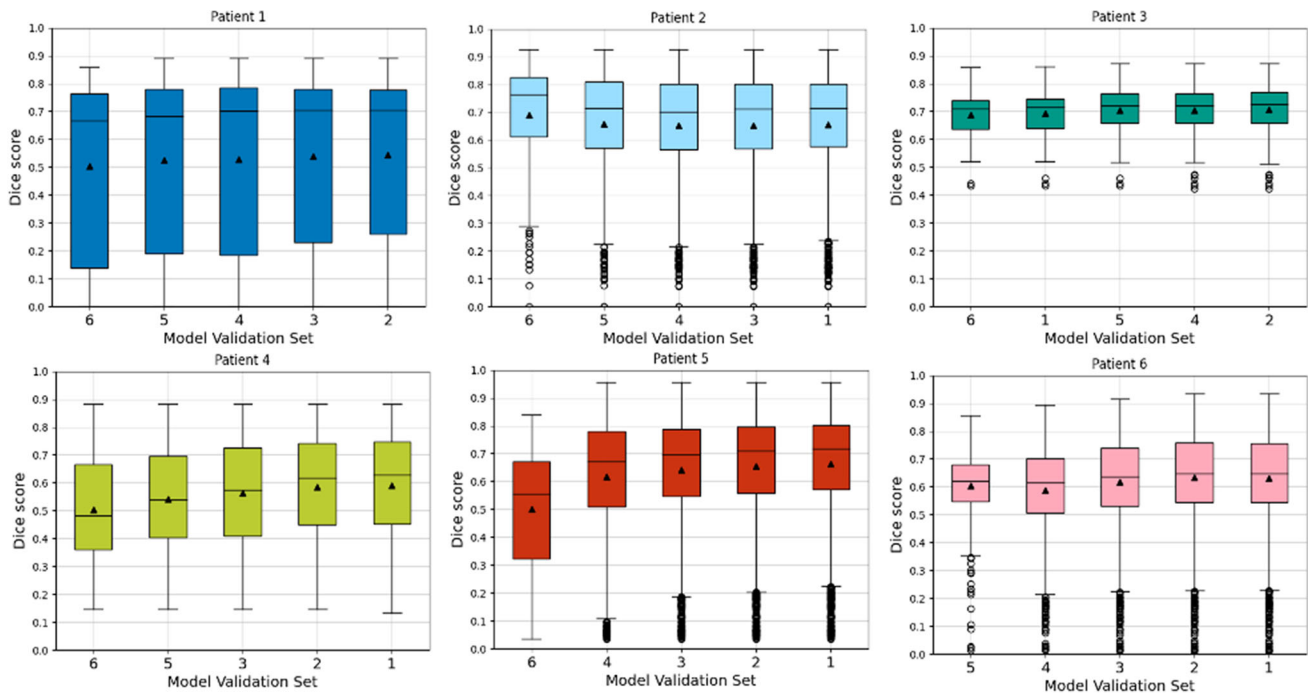 Patient 1
1.0
0.9
0.8
0.7
0.6
0.5
0.4
0.3
0.2
0.1
0.0
Dice score
6 5 4 3 2
Model Validation Set
Patient 2
1.0
0.9
0.8
0.7
0.6
0.5
0.4
0.3
0.2
0.1
0.0
Dice score
6 5 4 3 1
Model Validation Set
Patient 3
1.0
0.9
0.8
0.7
0.6
0.5
0.4
0.3
0.2
0.1
0.0
Dice score
6 1 5 4 2
Model Validation Set
Patient 4
1.0
0.9
0.8
0.7
0.6
0.5
0.4
0.3
0.2
0.1
0.0
Dice score
6 5 3 2 1
Model Validation Set
Patient 5
1.0
0.9
0.8
0.7
0.6
0.5
0.4
0.3
0.2
0.1
0.0
Dice score
6 4 3 2 1
Model Validation Set
Patient 6
1.0
0.9
0.8
0.7
0.6
0.5
0.4
0.3
0.2
0.1
0.0
Dice score
5 4 3 2 1
Model Validation Set